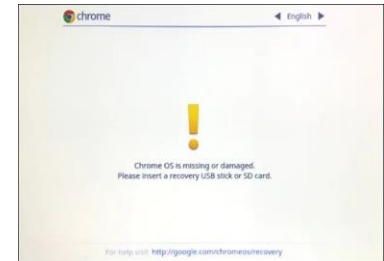 chrome
◀ English ▶
Chrome OS is missing or damaged.
Please insert a recovery USB stick or SD card.
For help visit http://google.com/chromeos/recovery